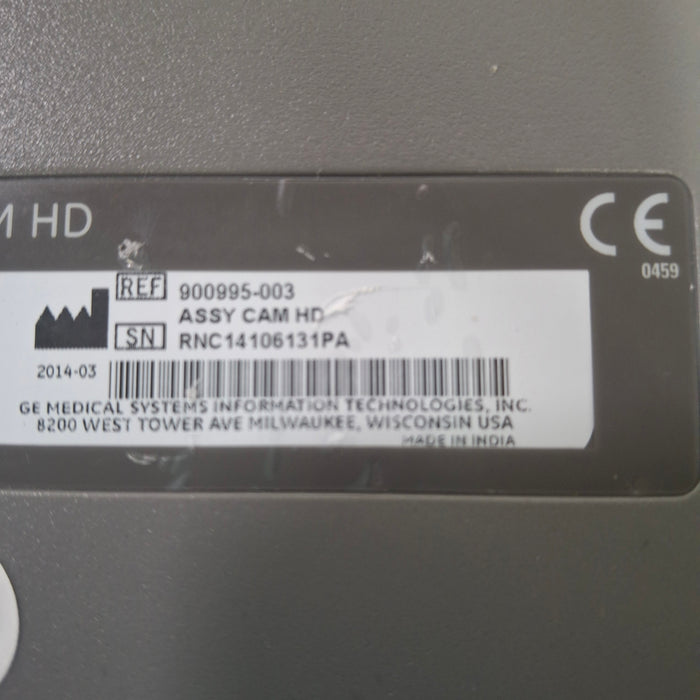 M HD
CE
0459
REF 900995-003
ASSY CAM HD
SN RNC14106131PA
2014-03
GE MEDICAL SYSTEMS INFORMATION TECHNOLOGIES, INC.
8200 WEST TOWER AVE MILWAUKEE, WISCONSIN USA
MADE IN INDIA